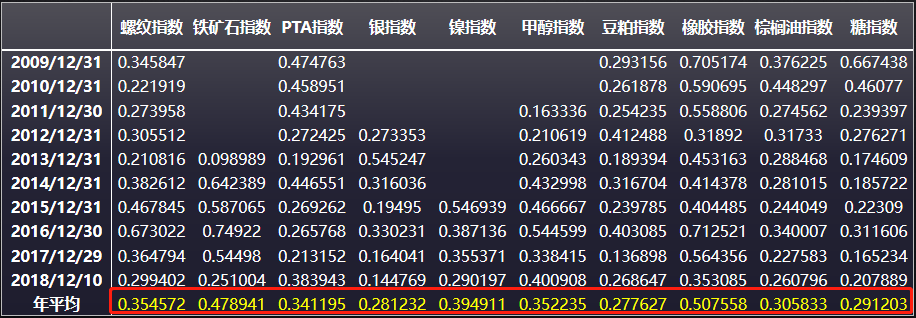 螺纹指数 铁矿石指数 PTA指数 银指数 镍指数 甲醇指数 豆粕指数 橡胶指数 棕榈油指数 糖指数
2009/12/31 0.345847 0.474763 0.293156 0.705174 0.376225 0.667438
2010/12/31 0.221919 0.458951 0.261878 0.590695 0.448297 0.46077
2011/12/30 0.273958 0.434175 0.163336 0.254235 0.558806 0.274562 0.239397
2012/12/31 0.305512 0.272425 0.273353 0.210619 0.412488 0.31892 0.31733 0.276271
2013/12/31 0.210816 0.098989 0.192961 0.545247 0.260343 0.189394 0.453163 0.288468 0.174609
2014/12/31 0.382612 0.642389 0.446551 0.316036 0.432998 0.316704 0.414378 0.281015 0.185722
2015/12/31 0.467845 0.587065 0.269262 0.19495 0.546939 0.466667 0.239785 0.404485 0.244049 0.22309
2016/12/30 0.673022 0.74922 0.265768 0.330231 0.387136 0.544599 0.403085 0.712521 0.340007 0.311606
2017/12/29 0.364794 0.54498 0.213152 0.164041 0.355371 0.338415 0.136898 0.564356 0.227583 0.165234
2018/12/10 0.299402 0.251004 0.383943 0.144769 0.290197 0.400908 0.268647 0.353085 0.260796 0.207889
年平均 0.354572 0.478941 0.341195 0.281232 0.394911 0.352235 0.277627 0.507558 0.305833 0.291203